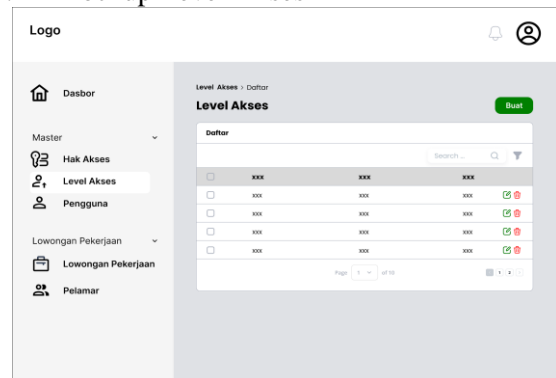 Logo
Dasbor
Master
Hak Akses
Level Akses
Pengguna
Lowongan Pekerjaan
Lowongan Pekerjaan
Pelamar
Level Akses > Daftar
Level Akses
Buat
Daftar
Search ...
xxx xxx xxx
xxx xxx xxx
xxx xxx xxx
xxx xxx xxx
xxx xxx xxx
Page 1 of 10
1 2